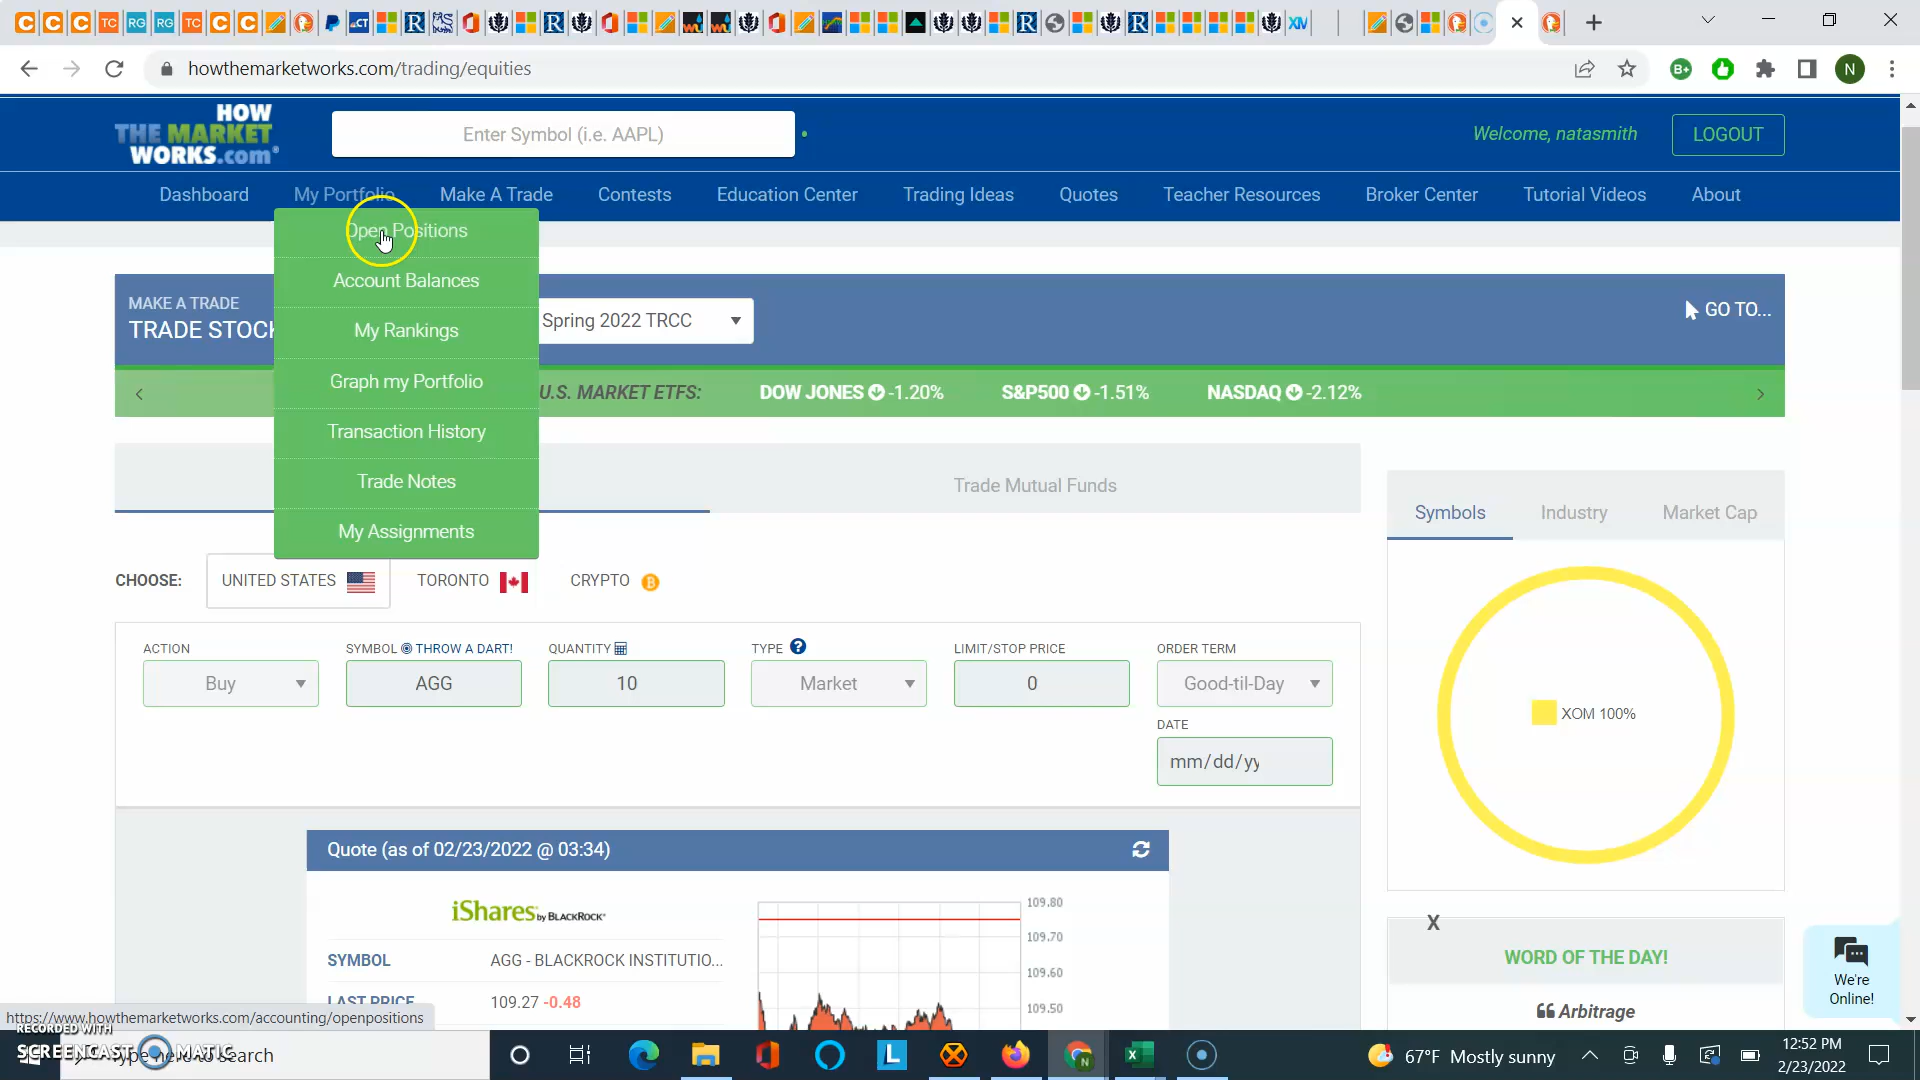 howthemarketworks.com/trading/equities
N
HOW
THE MARKET
WORKS.com
Enter Symbol (i.e. AAPL)
Welcome, natasmith
LOGOUT
Dashboard
My Portfolio
Make A Trade
Contests
Education Center
Trading Ideas
Quotes
Teacher Resources
Broker Center
Tutorial Videos
About
Open Positions
Account Balances
My Rankings
Graph my Portfolio
Transaction History
Trade Notes
My Assignments
MAKE A TRADE
TRADE STOCK
Spring 2022 TRCC
GO TO...
U.S. MARKET ETFS:
DOW JONES -1.20%
S&P500 -1.51%
NASDAQ -2.12%
Trade Mutual Funds
Symbols
Industry
Market Cap
CHOOSE:
UNITED STATES
TORONTO
CRYPTO
ACTION
SYMBOL THROW A DART!
QUANTITY
TYPE ?
LIMIT/STOP PRICE
ORDER TERM
Buy
AGG
10
Market
0
Good-til-Day
DATE
mm/dd/yy
XOM 100%
Quote (as of 02/23/2022 @ 03:34)
iShares by BLACKROCK
SYMBOL
AGG - BLACKROCK INSTITUTIO...
LAST PRICE
109.27 -0.48
109.80
109.70
109.60
109.50
X
WORD OF THE DAY!
Arbitrage
We're
Online!
https://www.howthemarketworks.com/accounting/openpositions
RECORDED WITH
SCREENCAST MATIC
Type here to search
67°F Mostly sunny
12:52 PM
2/23/2022